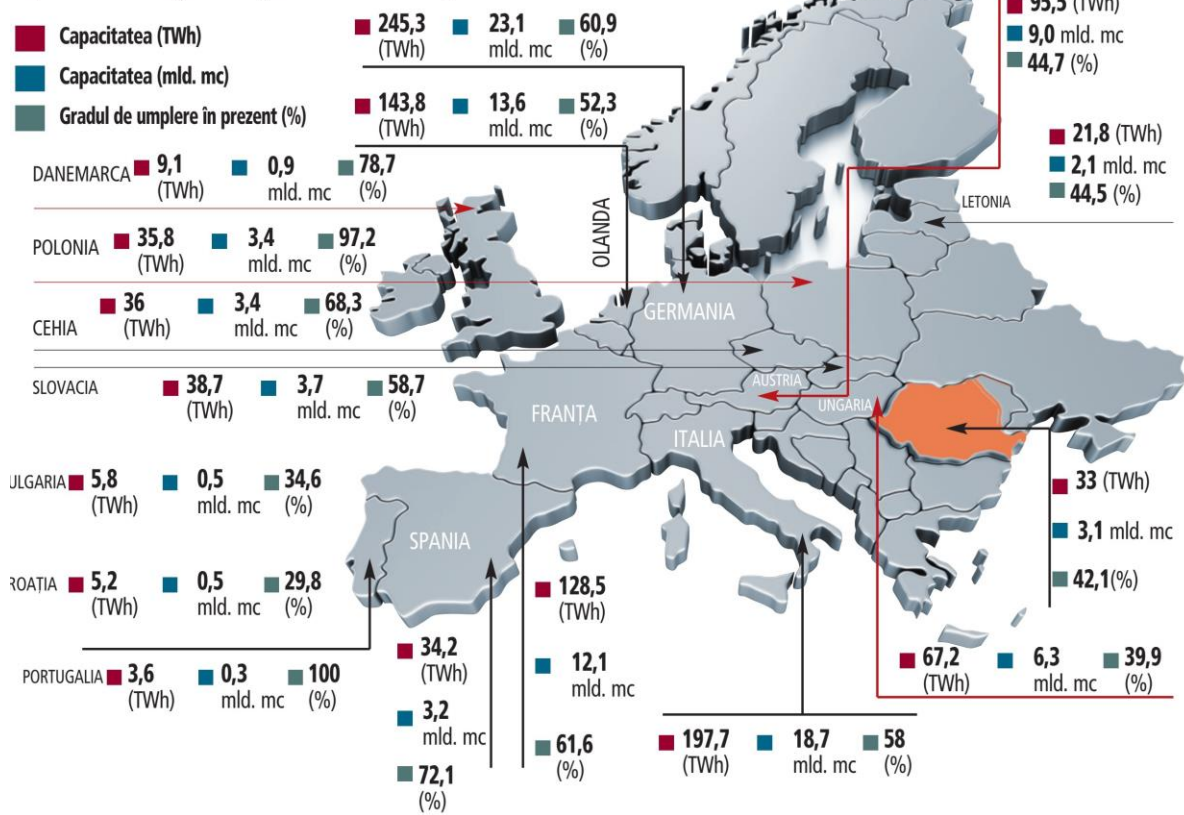 Capacitatea (TWh)
Capacitatea (mld. mc)
Gradul de umplere în prezent (%)
245,3 (TWh) 23,1 mld. mc 60,9 (%)
143,8 (TWh) 13,6 mld. mc 52,3 (%)
95,5 (TWh)
9,0 mld. mc
44,7 (%)
21,8 (TWh)
2,1 mld. mc
44,5 (%)
LETONIA
DANEMARCA 9,1 (TWh) 0,9 mld. mc 78,7 (%)
POLONIA 35,8 (TWh) 3,4 mld. mc 97,2 (%)
CEHIA 36 (TWh) 3,4 mld. mc 68,3 (%)
SLOVACIA 38,7 (TWh) 3,7 mld. mc 58,7 (%)
ULGARIA 5,8 (TWh) 0,5 mld. mc 34,6 (%)
ROAȚIA 5,2 (TWh) 0,5 mld. mc 29,8 (%)
PORTUGALIA 3,6 (TWh) 0,3 mld. mc 100 (%)
OLANDA
GERMANIA
AUSTRIA
UNGARIA
FRANȚA
ITALIA
SPANIA
34,2 (TWh)
3,2 mld. mc
72,1 (%)
128,5 (TWh)
12,1 mld. mc
61,6 (%)
197,7 (TWh) 18,7 mld. mc 58 (%)
33 (TWh)
3,1 mld. mc
42,1(%)
67,2 (TWh) 6,3 mld. mc 39,9 (%)